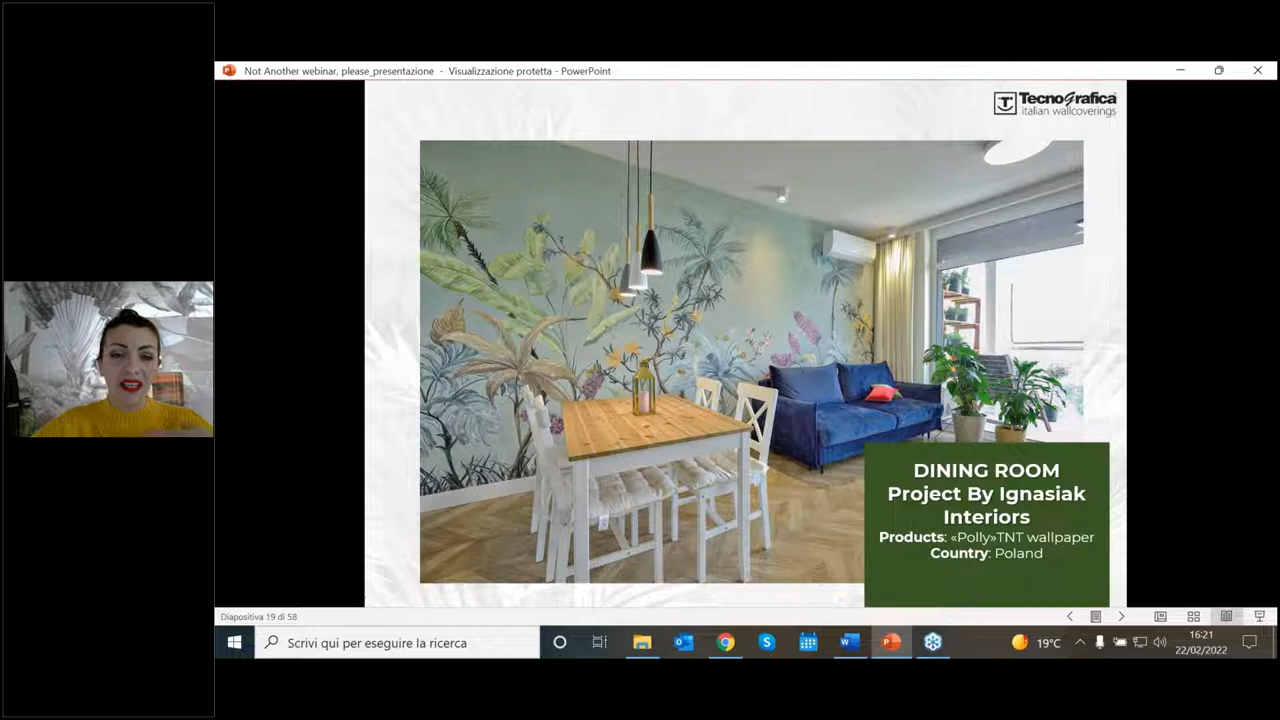 Not Another webinar, please_presentazione - Visualizzazione protetta - PowerPoint
TecnoGrafica
italian wallcoverings
DINING ROOM
Project By Ignasiak
Interiors
Products: «Polly»TNT wallpaper
Country: Poland
Diapositiva 19 di 58
Scrivi qui per eseguire la ricerca
19°C
16:21
22/02/2022